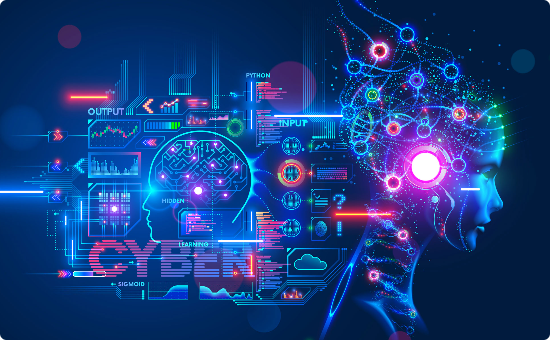 PYTHON
OUTPUT
INPUT
HIDDEN
LEARNING
CYBER
SIGMOID